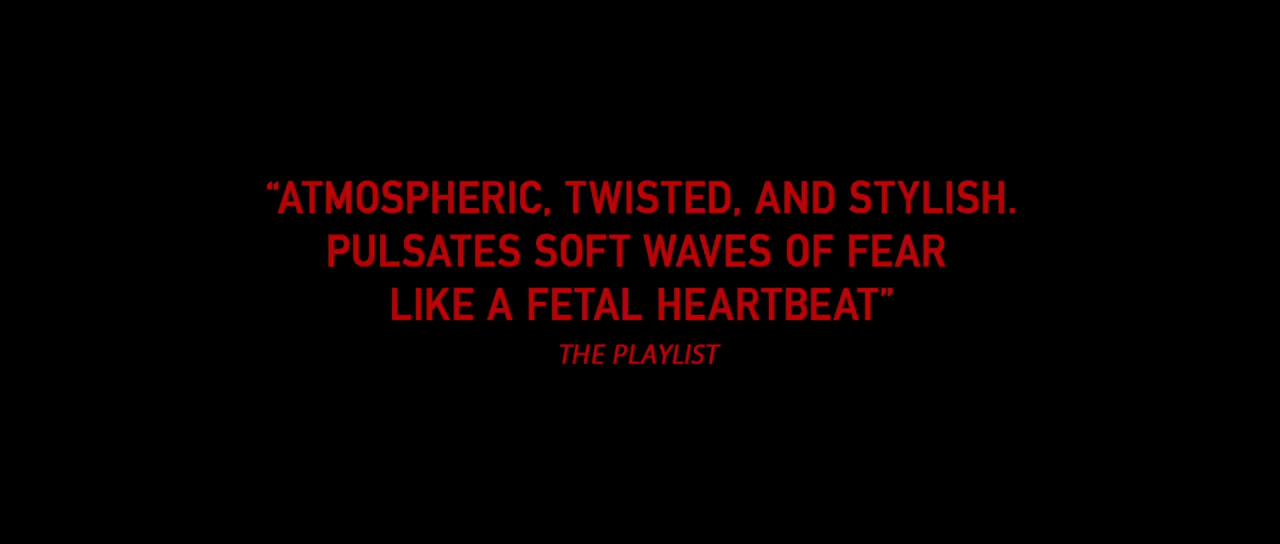 “ATMOSPHERIC, TWISTED, AND STYLISH.
PULSATES SOFT WAVES OF FEAR
LIKE A FETAL HEARTBEAT”
THE PLAYLIST